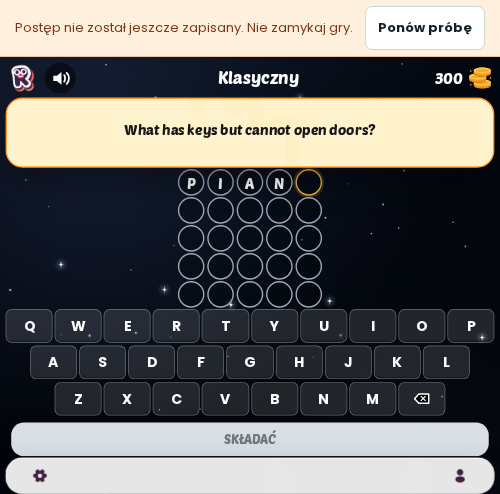 Postęp nie został jeszcze zapisany. Nie zamykaj gry. Ponów próbę
Klasyczny 300
What has keys but cannot open doors?
P I A N
Q W E R T Y U I O P
A S D F G H J K L
Z X C V B N M
SKŁADAĆ